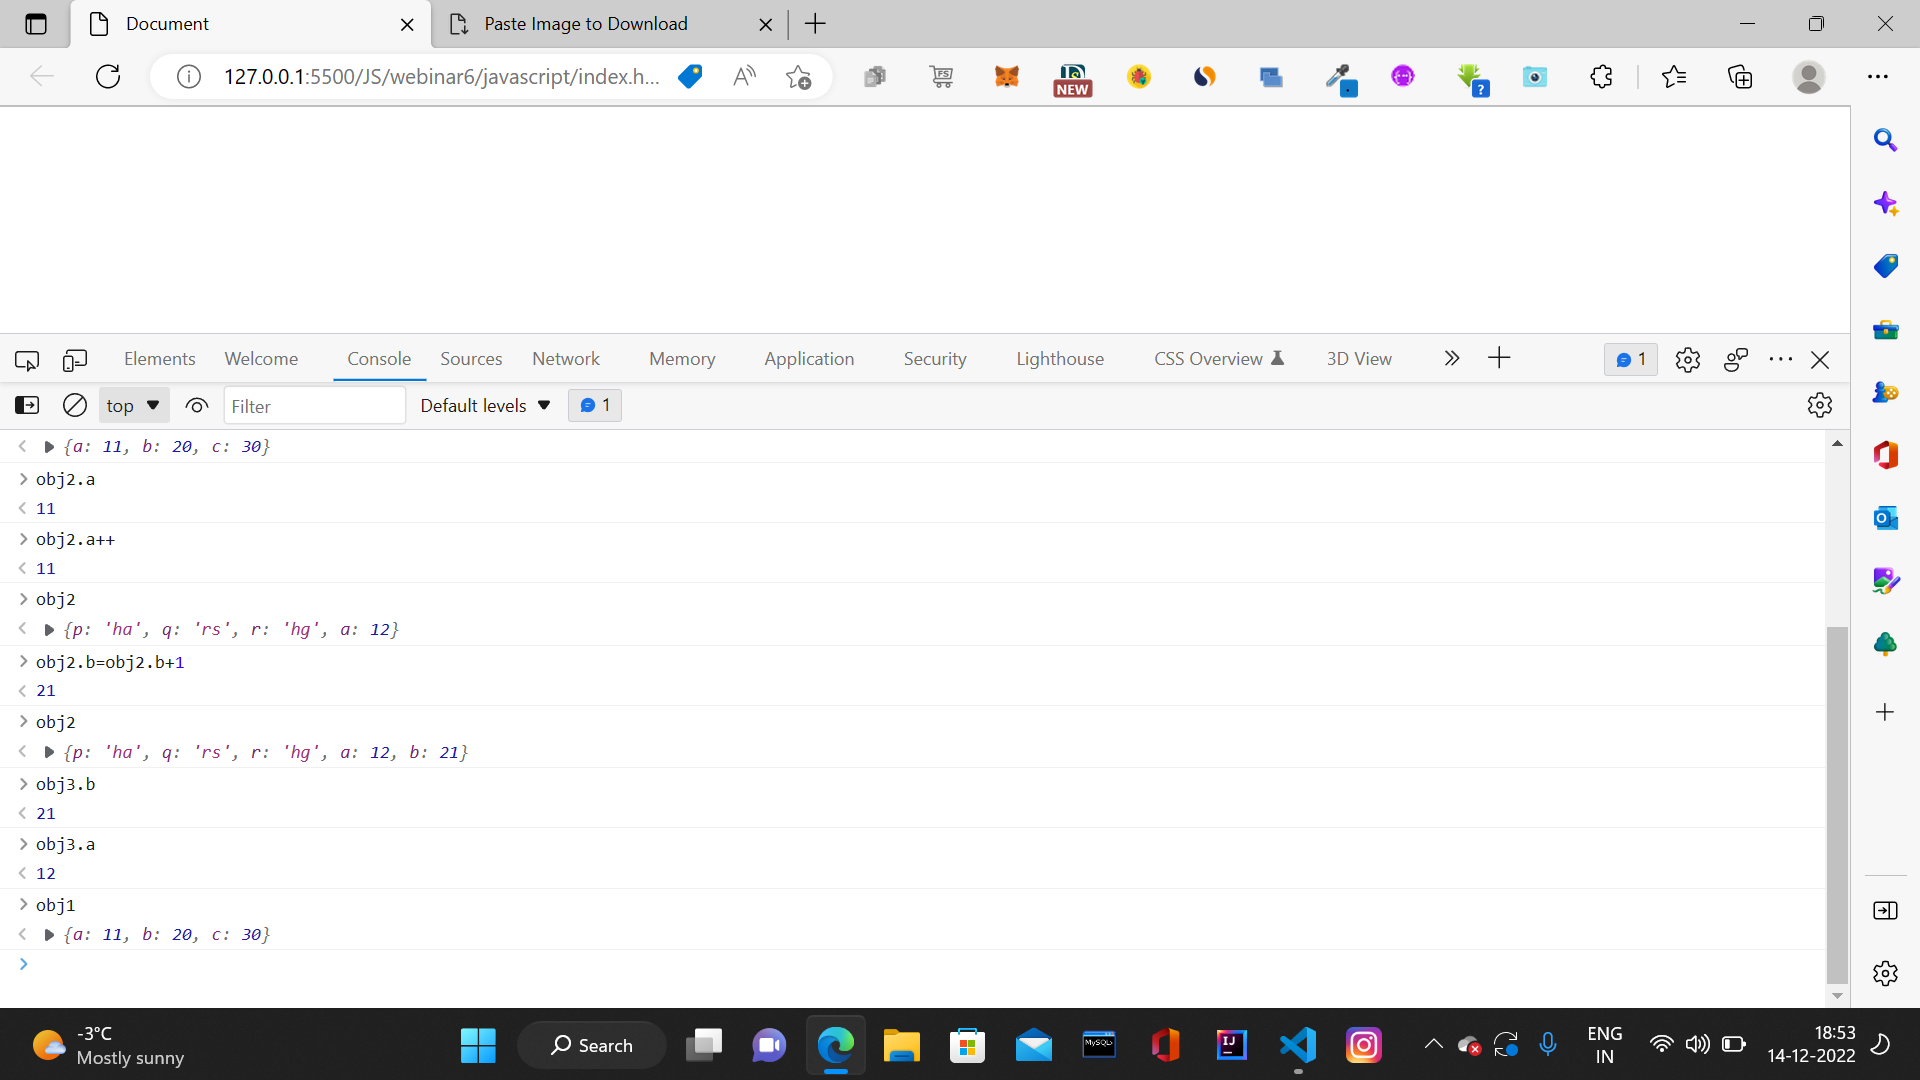 Document
Paste Image to Download
127.0.0.1:5500/JS/webinar6/javascript/index.h...
A
FS
NEW
?
Elements Welcome Console Sources Network Memory Application Security Lighthouse CSS Overview 3D View
1
top
Filter
Default levels
1
{a: 11, b: 20, c: 30}
obj2.a
11
obj2.a++
11
obj2
{p: 'ha', q: 'rs', r: 'hg', a: 12}
obj2.b=obj2.b+1
21
obj2
{p: 'ha', q: 'rs', r: 'hg', a: 12, b: 21}
obj3.b
21
obj3.a
12
obj1
{a: 11, b: 20, c: 30}
-3°C
Mostly sunny
Search
MySQL
IJ
ENG
IN
18:53
14-12-2022